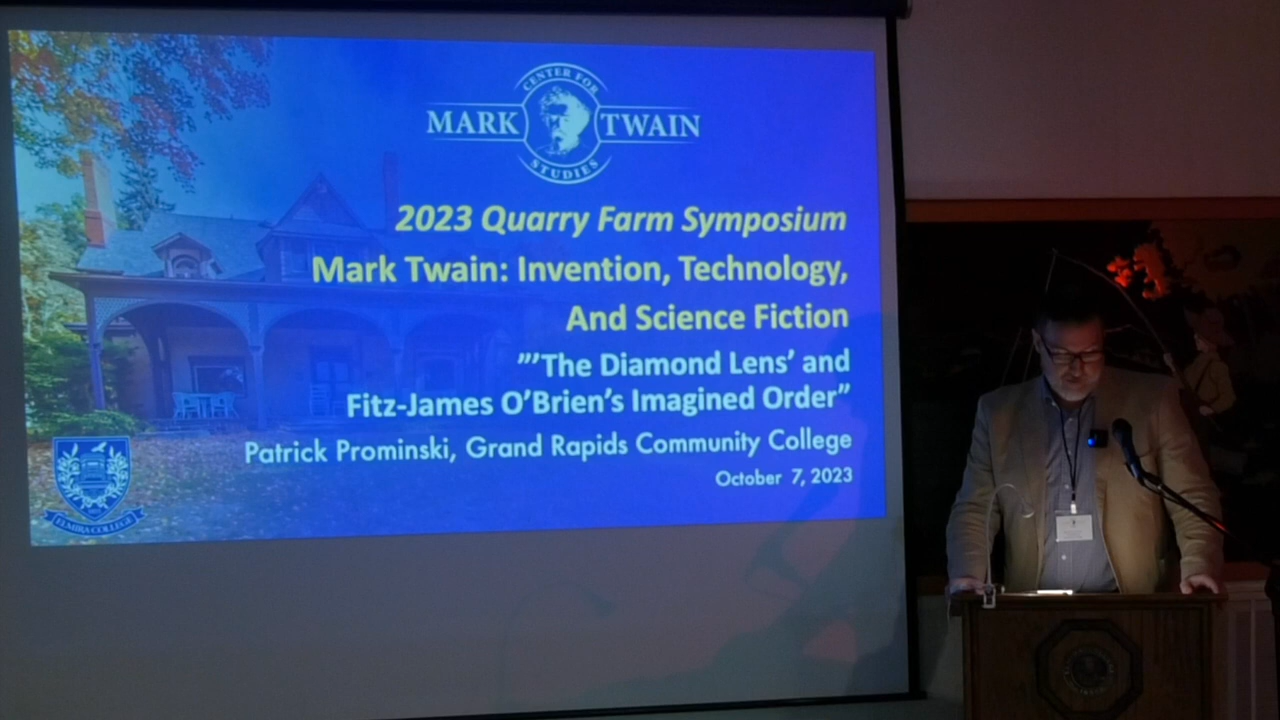 CENTER FOR
MARK TWAIN
STUDIES
2023 Quarry Farm Symposium
Mark Twain: Invention, Technology,
And Science Fiction
"'The Diamond Lens' and
Fitz-James O'Brien's Imagined Order"
Patrick Prominski, Grand Rapids Community College
October 7, 2023
ELMIRA COLLEGE